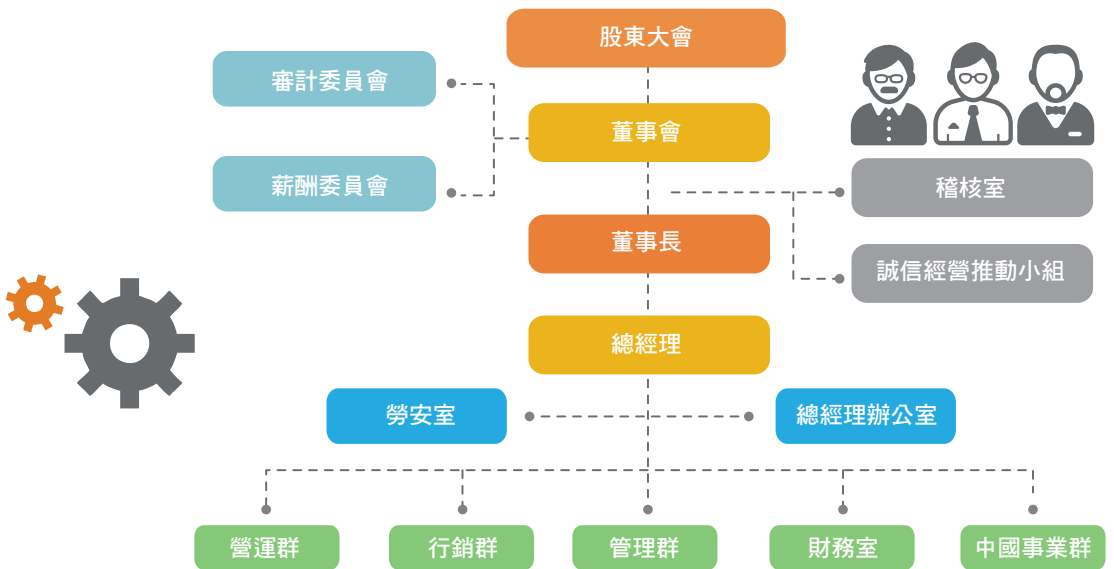 股東大會
審計委員會
董事會
薪酬委員會
稽核室
董事長
誠信經營推動小組
總經理
勞安室
總經理辦公室
營運群
行銷群
管理群
財務室
中國事業群